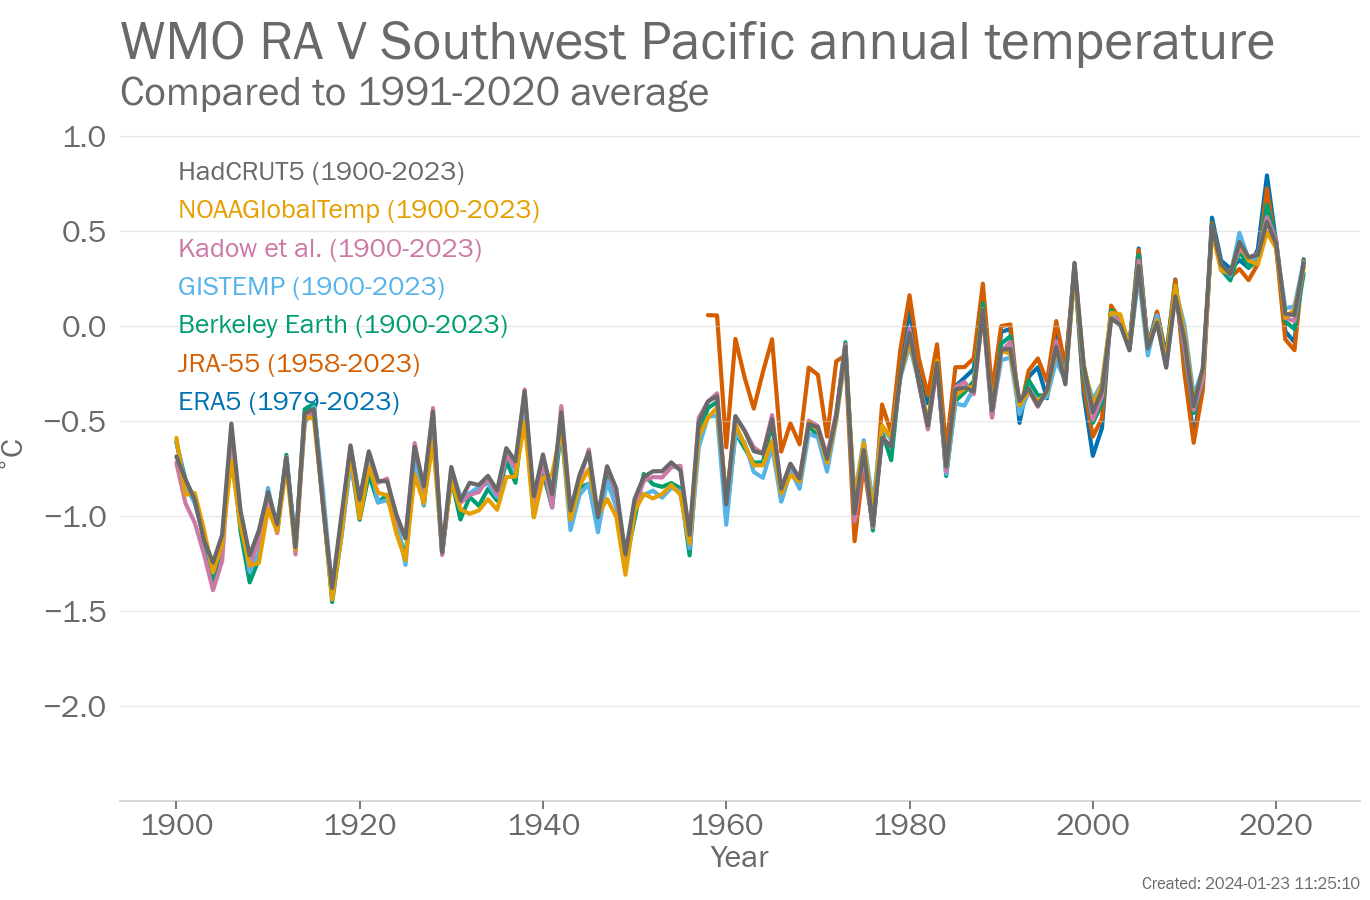 WMO RA V Southwest Pacific annual temperature
Compared to 1991-2020 average
1.0
HadCRUT5 (1900-2023)
NOAAGlobalTemp (1900-2023)
0.5
Kadow et al. (1900-2023)
GISTEMP (1900-2023)
Berkeley Earth (1900-2023)
0.0
JRA-55 (1958-2023)
ERA5 (1979-2023)
−0.5
°C
−1.0
−1.5
−2.0
1900 1920 1940 1960 1980 2000 2020
Year
Created: 2024-01-23 11:25:10